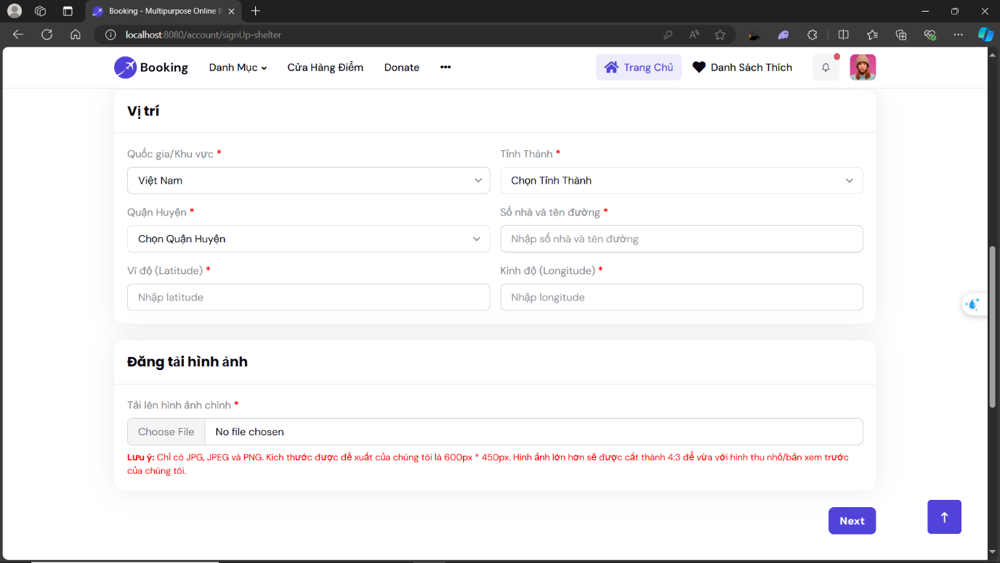 Booking - Multipurpose Online B
localhost:8080/account/signUp-shelter
Booking Danh Mục Cửa Hàng Điểm Donate ••• Trang Chủ Danh Sách Thích
Vị trí
Quốc gia/Khu vực * Tỉnh Thành *
Việt Nam Chọn Tỉnh Thành
Quận Huyện * Số nhà và tên đường *
Chọn Quận Huyện Nhập số nhà và tên đường
Vĩ độ (Latitude) * Kinh độ (Longitude) *
Nhập latitude Nhập longitude
Đăng tải hình ảnh
Tải lên hình ảnh chính *
Choose File No file chosen
Lưu ý: Chỉ có JPG, JPEG và PNG. Kích thước được đề xuất của chúng tôi là 600px * 450px. Hình ảnh lớn hơn sẽ được cắt thành 4:3 để vừa với hình thu nhỏ/bản xem trước
của chúng tôi.
Next